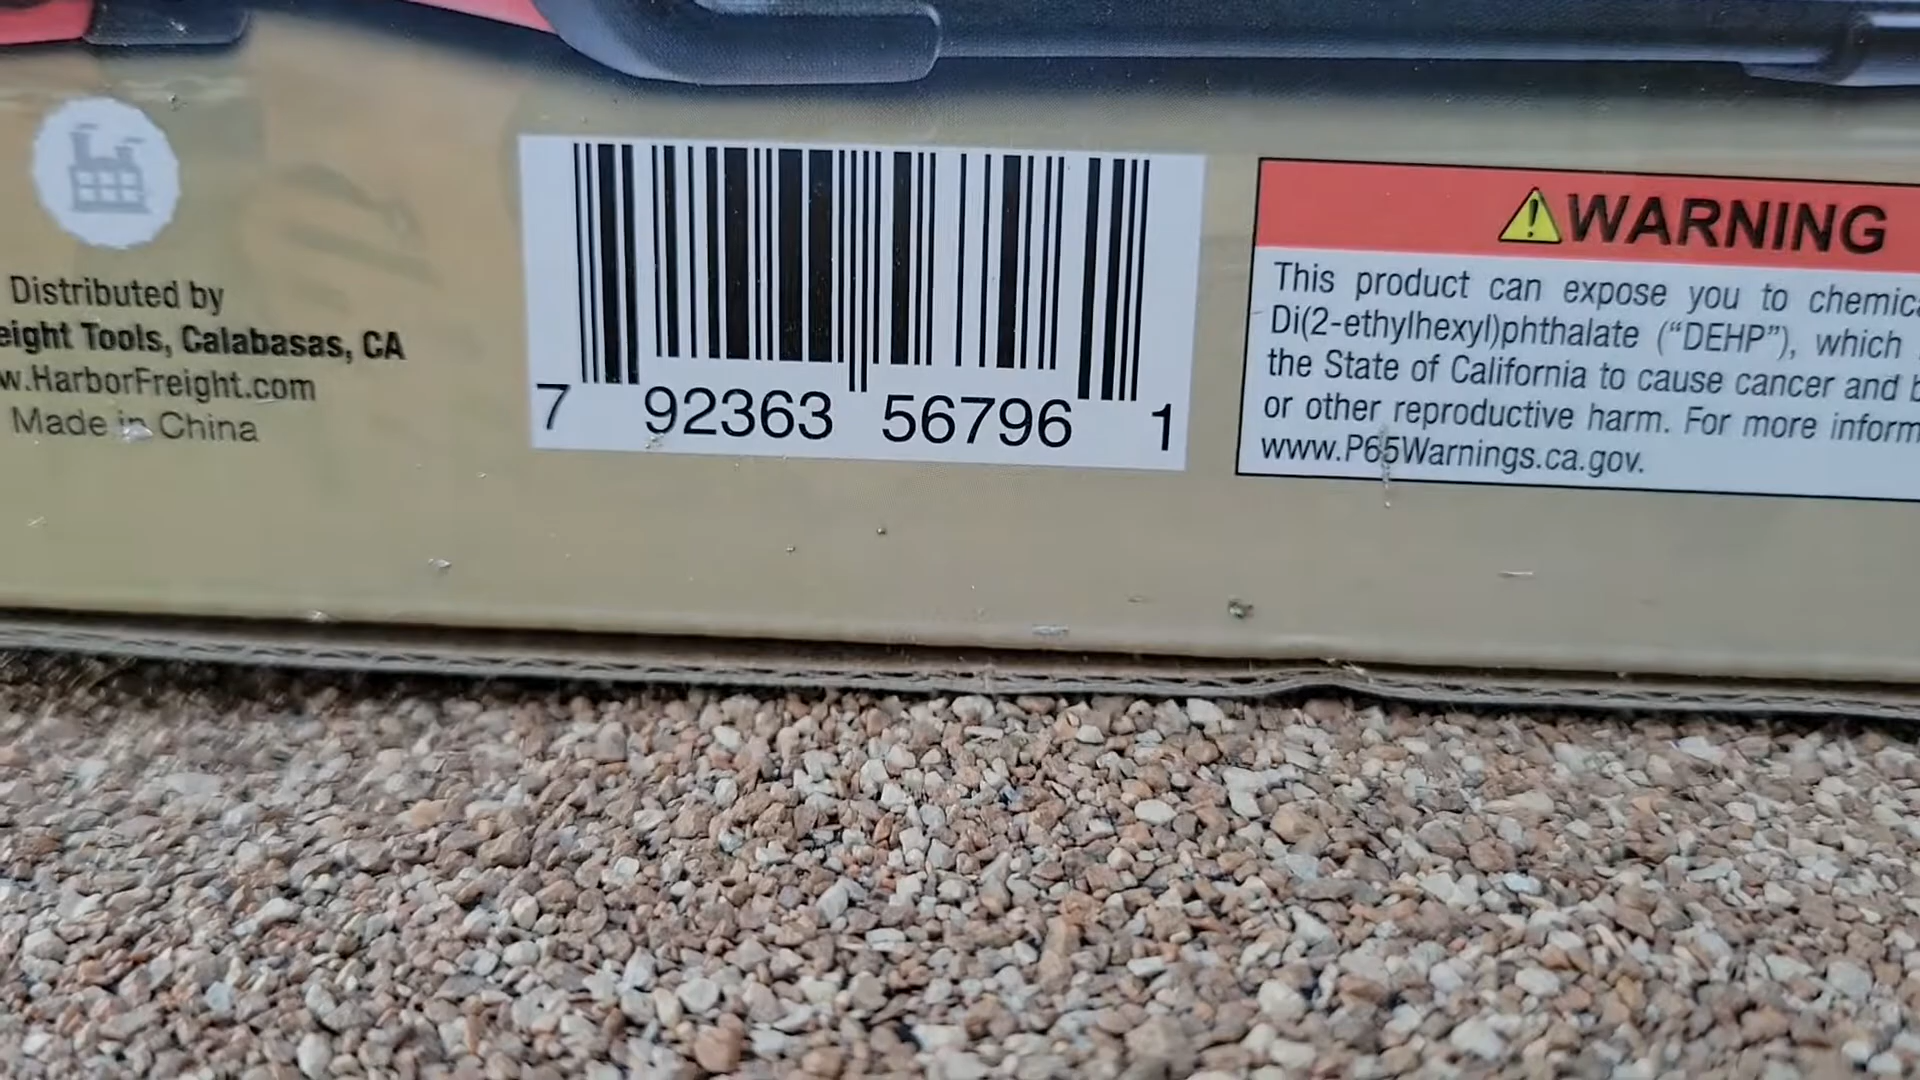 Distributed by
eight Tools, Calabasas, CA
w.HarborFreight.com
Made in China
7 92363 56796 1
WARNING
This product can expose you to chemic
Di(2-ethylhexyl)phthalate (“DEHP”), which
the State of California to cause cancer and b
or other reproductive harm. For more inform
www.P65Warnings.ca.gov.